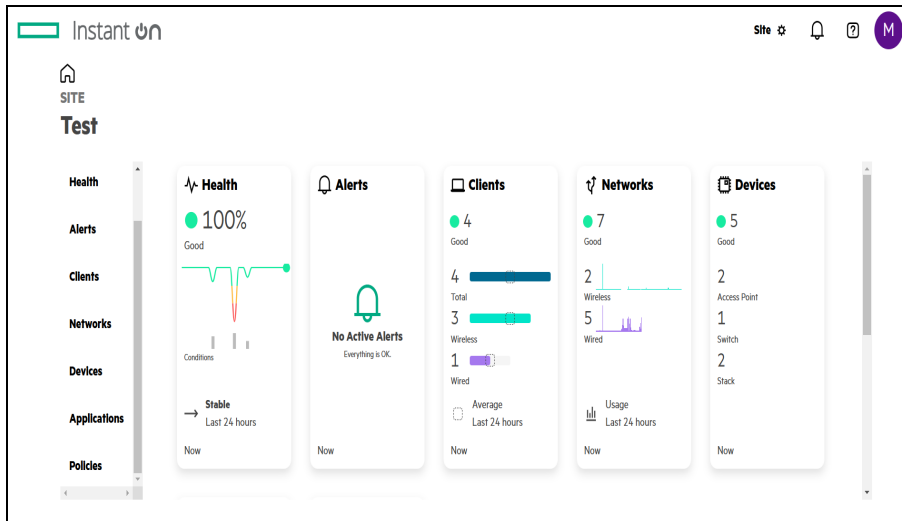 Instant On
Site
?
M
SITE
Test
Health
Alerts
Clients
Networks
Devices
Applications
Policies
Health
100%
Good
Conditions
Stable
Last 24 hours
Now
Alerts
No Active Alerts
Everything is OK.
Now
Clients
4
Good
4
Total
3
Wireless
1
Wired
Average
Last 24 hours
Now
Networks
7
Good
2
Wireless
5
Wired
Usage
Last 24 hours
Now
Devices
5
Good
2
Access Point
1
Switch
2
Stack
Now